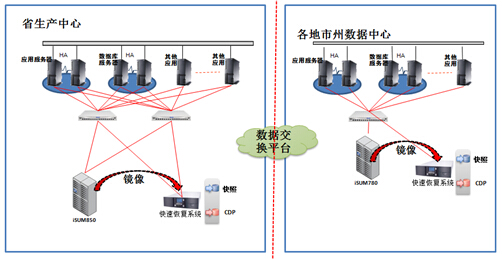 省生产中心
应用服务器
HA
数据库
服务器
HA
其他
应用
其他
应用
镜像
iSUM850
快速恢复系统
快照
CDP
数据交
换平台
各地市州数据中心
应用服务器
HA
数据库
服务器
HA
其他
应用
镜像
iSUM780
快速恢复系统
快照
CDP